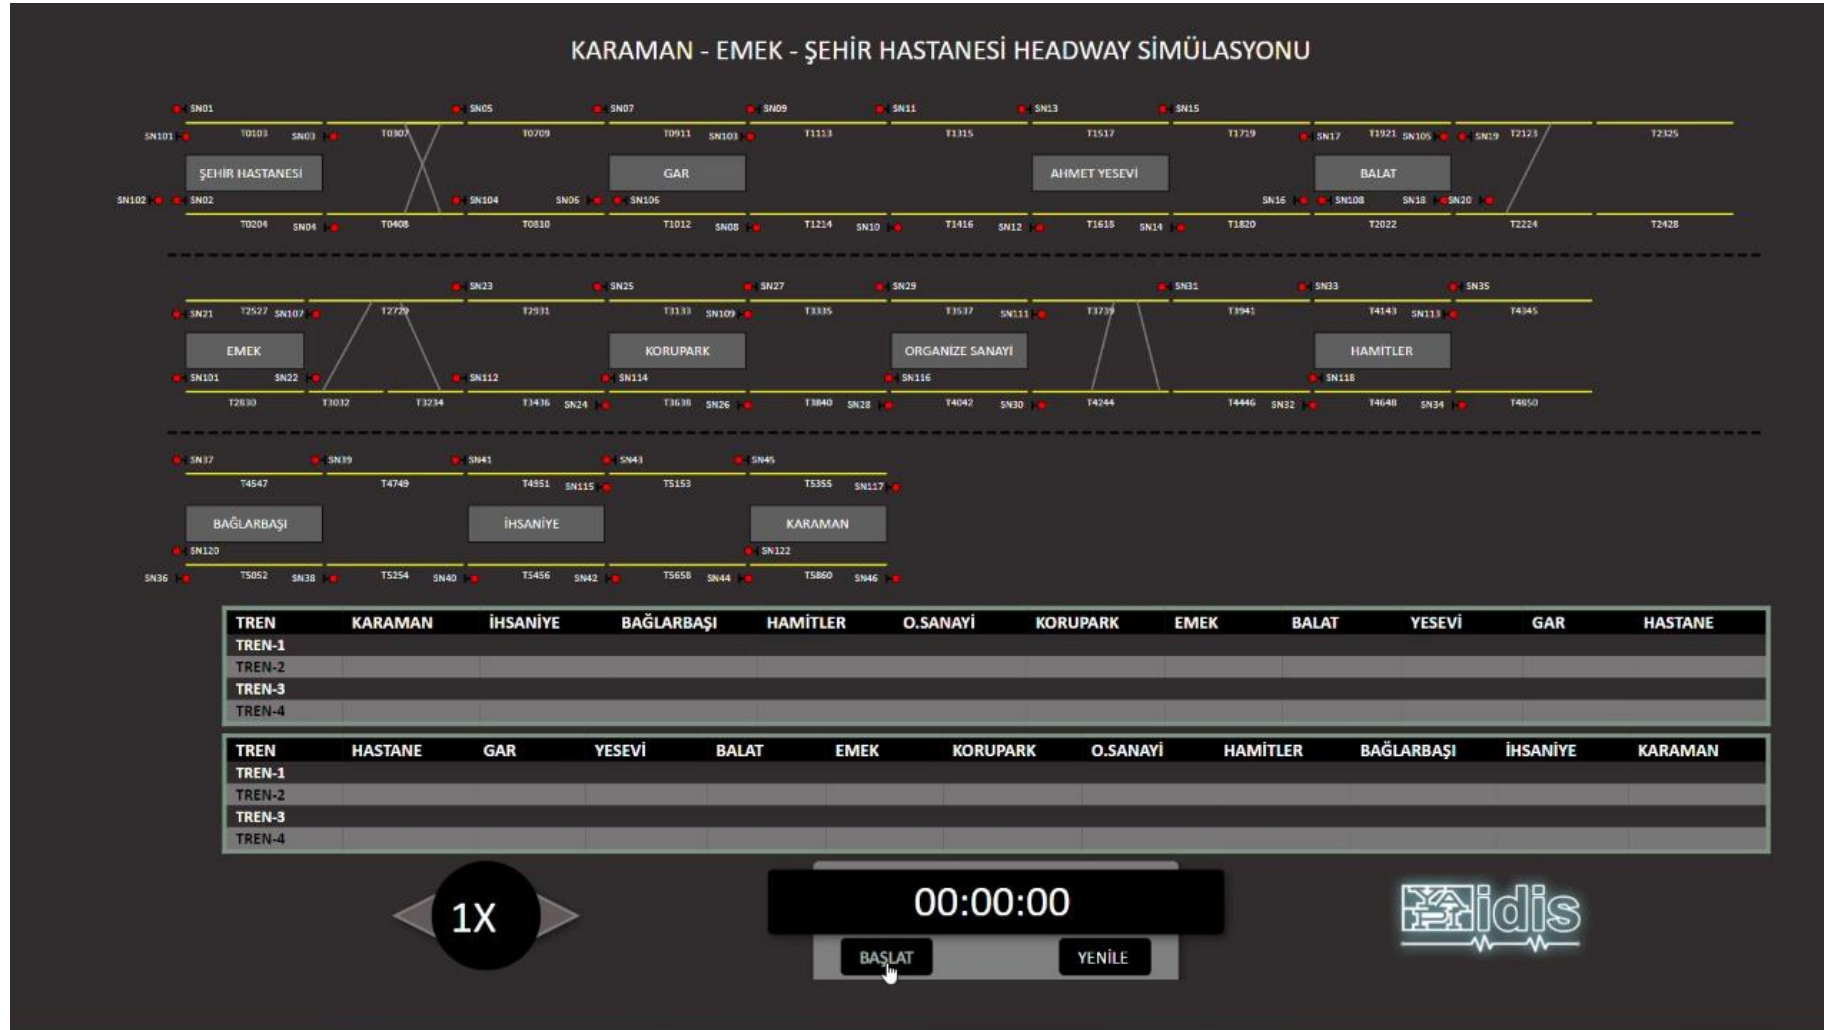 KARAMAN - EMEK - ŞEHİR HASTANESİ HEADWAY SİMÜLASYONU
SN01 SN05 SN07 SN09 SN11 SN13 SN15
SN101 T0103 SN03 T0307 T0709 T0911 SN103 T1113 T1315 T1517 T1719 SN17 T1921 SN105 SN19 T2123 T2325
ŞEHİR HASTANESİ GAR AHMET YESEVİ BALAT
SN102 SN02 SN104 SN06 SN106 SN16 SN108 SN18 SN20
T0204 SN04 T0408 T0810 T1012 SN08 T1214 SN10 T1416 SN12 T1618 SN14 T1820 T2022 T2224 T2428
SN23 SN25 SN27 SN29 SN31 SN33 SN35
SN21 T2527 SN107 T2729 T2931 T3133 SN109 T3335 T3537 SN111 T3739 T3941 T4143 SN113 T4345
EMEK KORUPARK ORGANİZE SANAYİ HAMİTLER
SN101 SN22 SN112 SN114 SN116 SN118
T2830 T3032 T3234 T3436 SN24 T3638 SN26 T3840 SN28 T4042 SN30 T4244 T4446 SN32 T4648 SN34 T4850
SN37 SN39 SN41 SN43 SN45
T4547 T4749 T4951 SN115 T5153 T5355 SN117
BAĞLARBAŞI İHSANİYE KARAMAN
SN120 SN122
SN36 T5052 SN38 T5254 SN40 T5456 SN42 T5658 SN44 T5860 SN46
TREN KARAMAN İHSANİYE BAĞLARBAŞI HAMİTLER O.SANAYİ KORUPARK EMEK BALAT YESEVİ GAR HASTANE
TREN-1
TREN-2
TREN-3
TREN-4
TREN HASTANE GAR YESEVİ BALAT EMEK KORUPARK O.SANAYİ HAMİTLER BAĞLARBAŞI İHSANİYE KARAMAN
TREN-1
TREN-2
TREN-3
TREN-4
1X
00:00:00
BAŞLAT YENİLE
YAPI idis